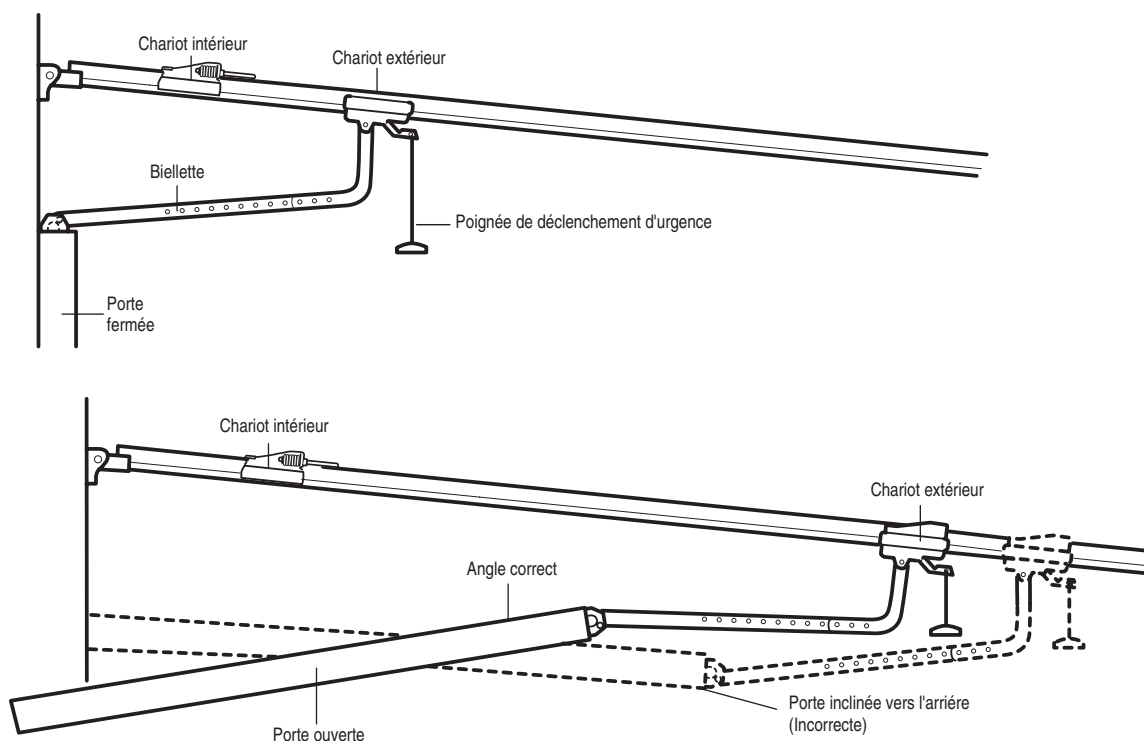 Chariot intérieur
Chariot extérieur
Biellette
Poignée de déclenchement d'urgence
Porte
fermée
Chariot intérieur
Chariot extérieur
Angle correct
Porte inclinée vers l'arriére
(Incorrecte)
Porte ouverte